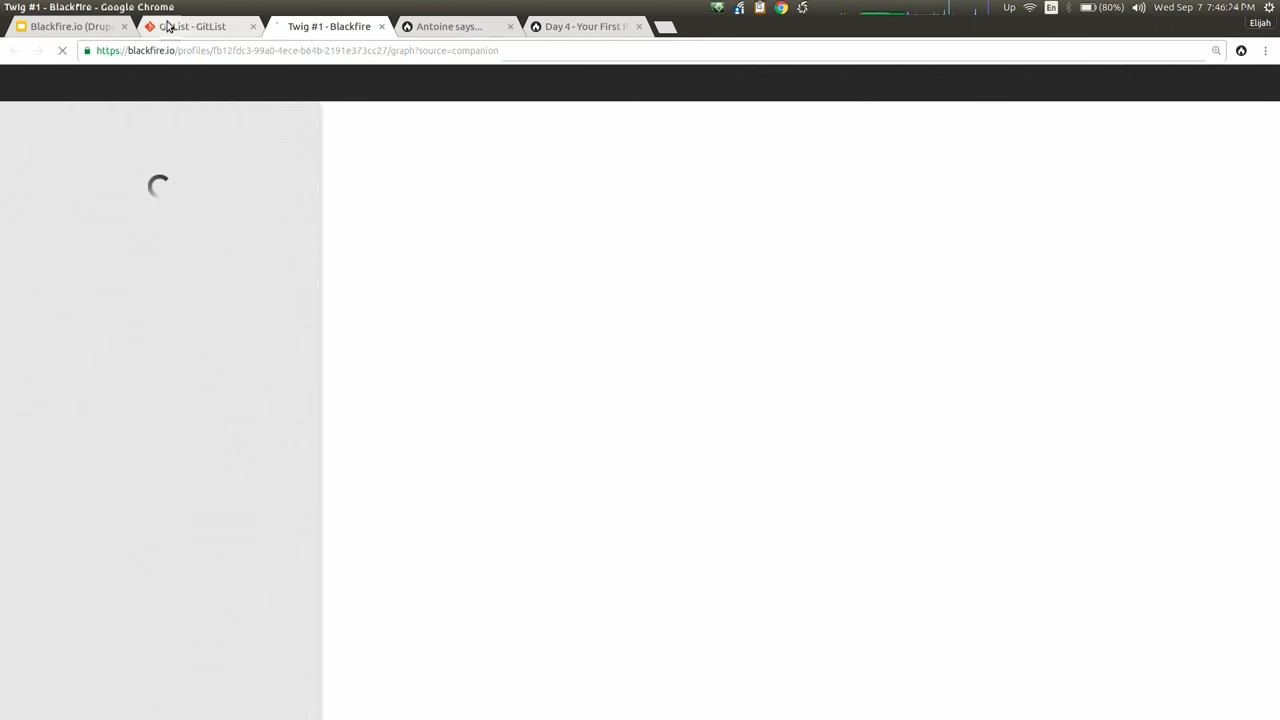 Twig #1 - Blackfire - Google Chrome
Up
En
(80%)
Wed Sep 7 7:46:24 PM
Blackfire.io (Drup
GitList - GitList
Twig #1 - Blackfire
Antoine says...
Day 4 - Your First P
Elijah
https://blackfire.io/profiles/fb12fdc3-99a0-4ece-b64b-2191e373cc27/graph?source=companion